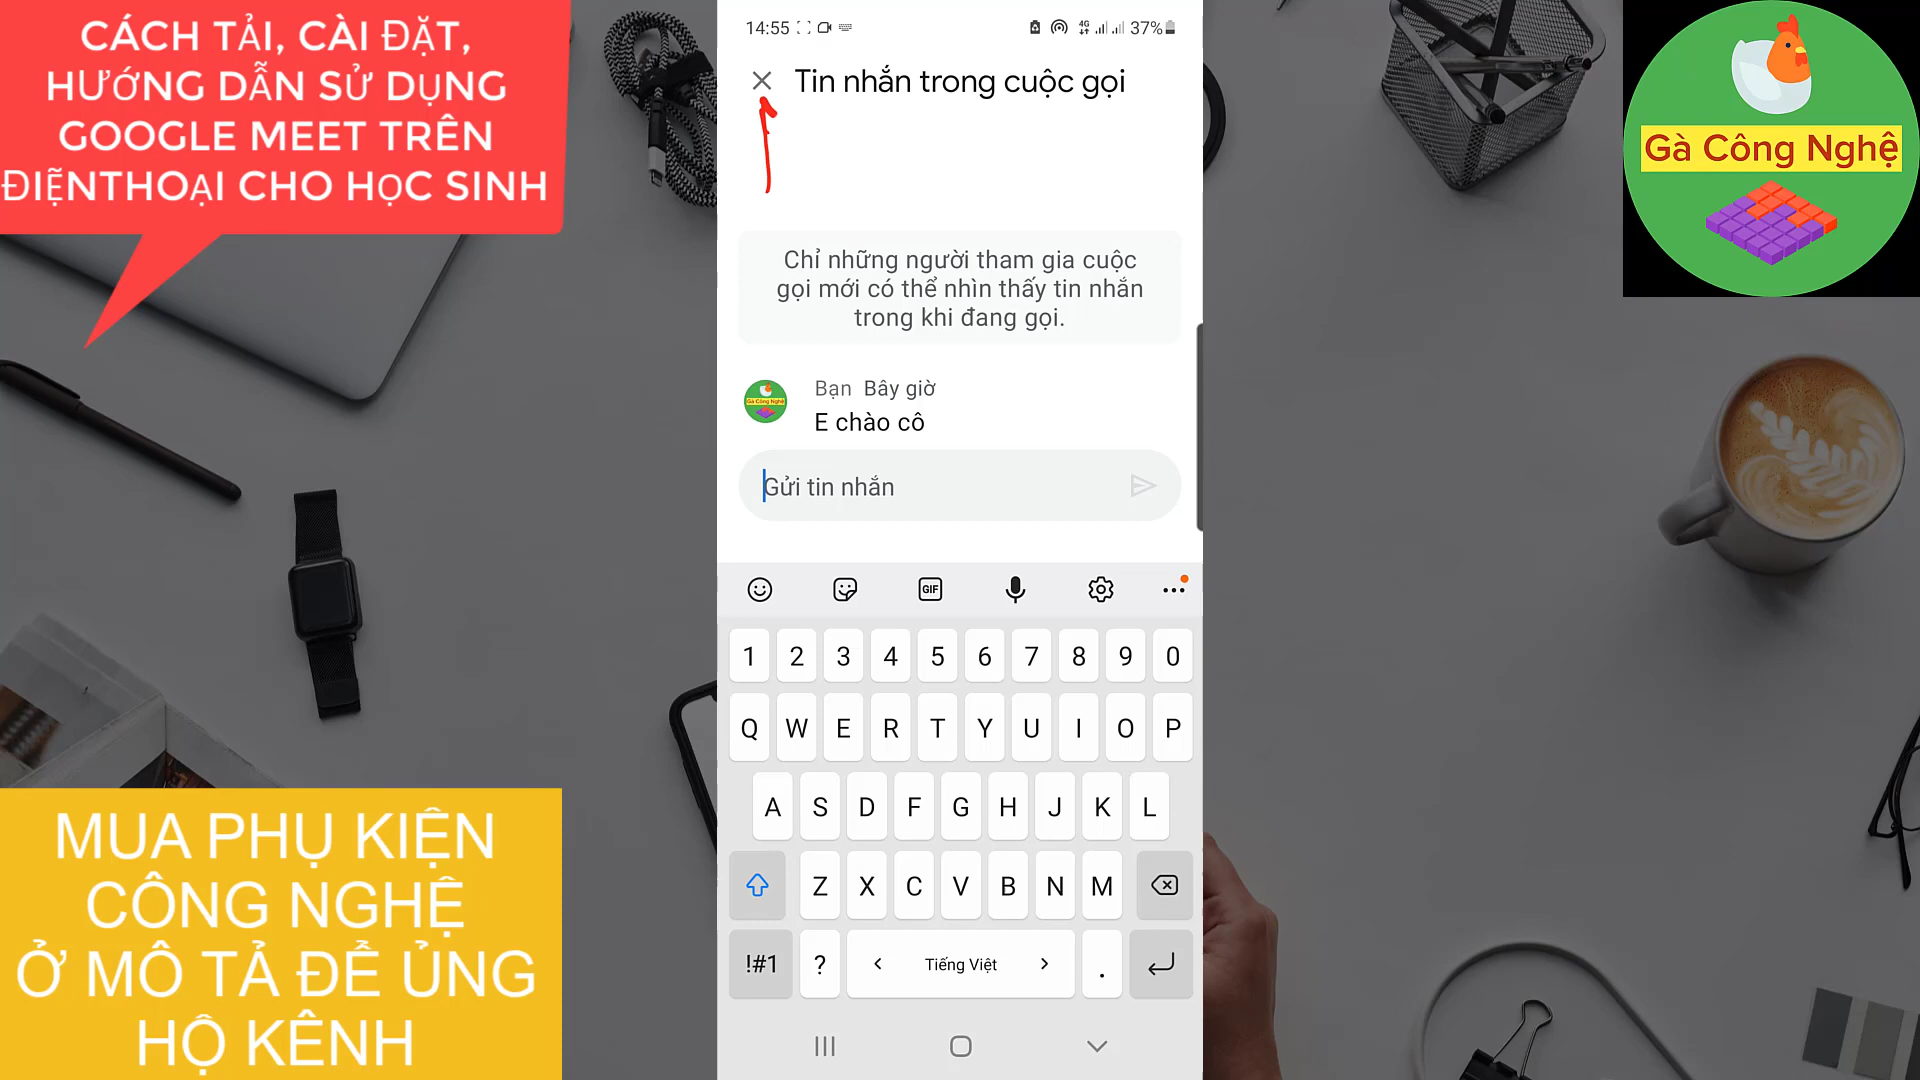 CÁCH TẢI, CÀI ĐẶT,
HƯỚNG DẪN SỬ DỤNG
GOOGLE MEET TRÊN
ĐIỆNTHOẠI CHO HỌC SINH
14:55
4G
37%
Tin nhắn trong cuộc gọi
Gà Công Nghệ
Chỉ những người tham gia cuộc
gọi mới có thể nhìn thấy tin nhắn
trong khi đang gọi.
Gà Công Nghệ
Bạn Bây giờ
E chào cô
Gửi tin nhắn
GIF
1 2 3 4 5 6 7 8 9 0
Q W E R T Y U I O P
A S D F G H J K L
Z X C V B N M
!#1 ? < Tiếng Việt > .
MUA PHỤ KIỆN
CÔNG NGHỆ
Ở MÔ TẢ ĐỂ ỦNG
HỘ KÊNH